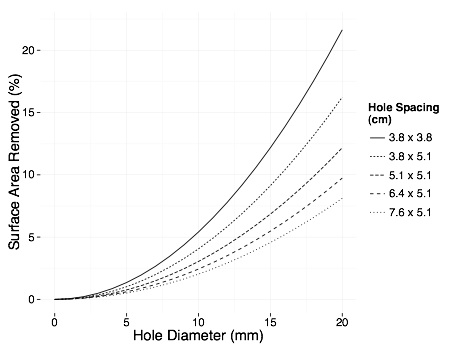 20
15
10
5
0
Surface Area Removed (%)
0 5 10 15 20
Hole Diameter (mm)
Hole Spacing
(cm)
3.8 x 3.8
3.8 x 5.1
5.1 x 5.1
6.4 x 5.1
7.6 x 5.1